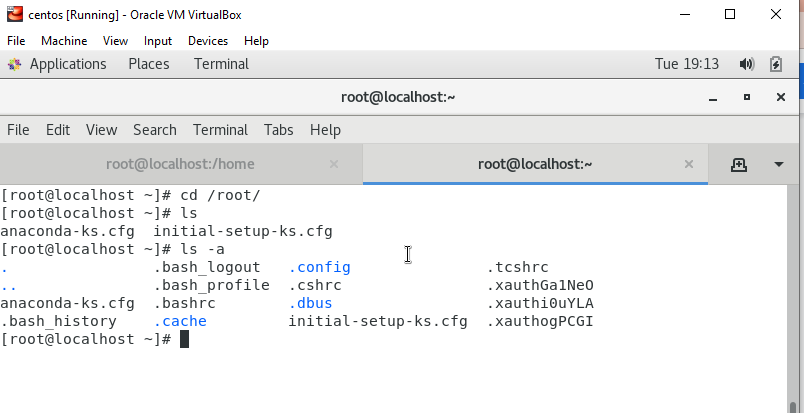 centos [Running] - Oracle VM VirtualBox
File Machine View Input Devices Help
Applications Places Terminal Tue 19:13
root@localhost:~
File Edit View Search Terminal Tabs Help
root@localhost:/home root@localhost:~
[root@localhost ~]# cd /root/
[root@localhost ~]# ls
anaconda-ks.cfg initial-setup-ks.cfg
[root@localhost ~]# ls -a
. .bash_logout .config .tcshrc
.. .bash_profile .cshrc .xauthGa1NeO
anaconda-ks.cfg .bashrc .dbus .xauthi0uYLA
.bash_history .cache initial-setup-ks.cfg .xauthogPCGI
[root@localhost ~]#